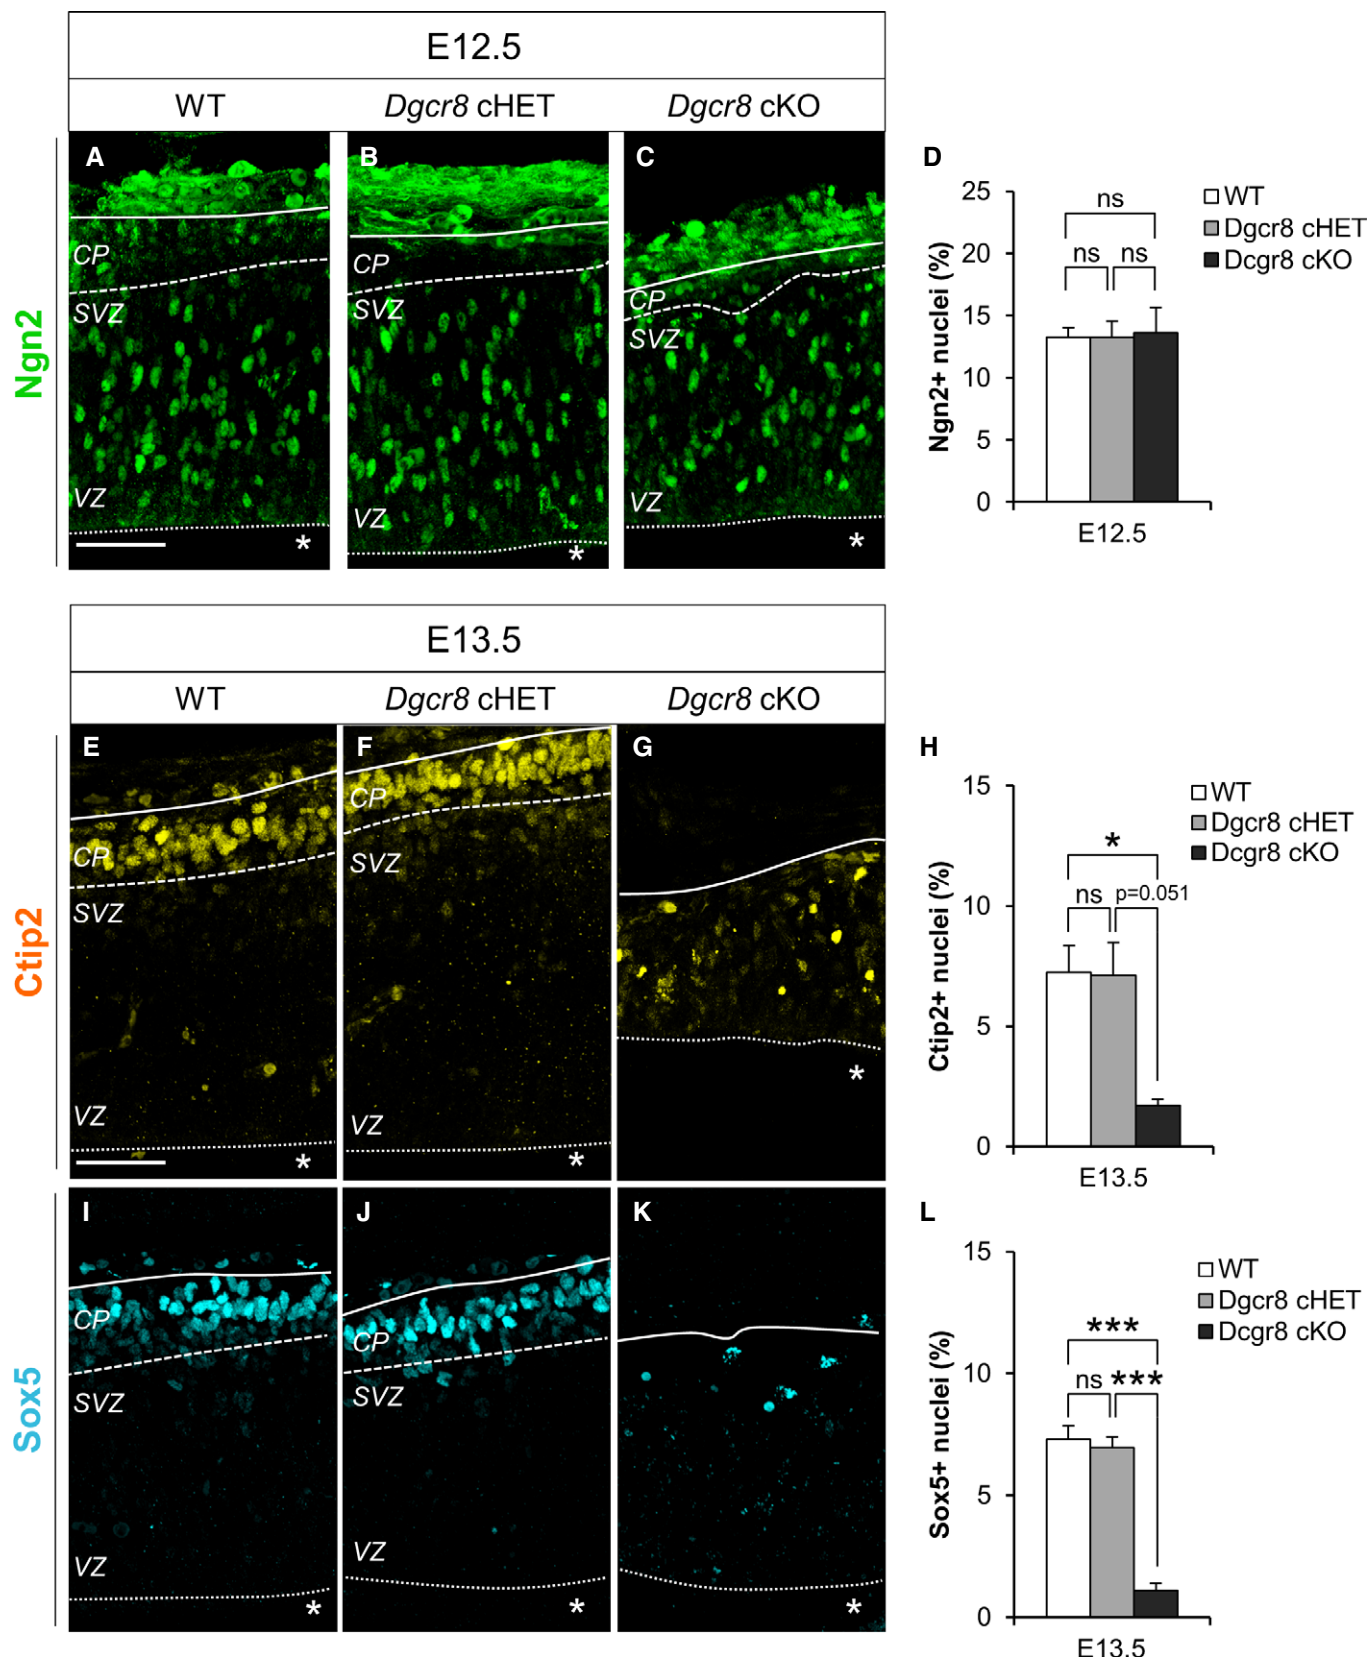 E12.5
WT
Dgcr8 cHET
Dgcr8 cKO
Ngn2
A
CP
SVZ
VZ
*
B
CP
SVZ
VZ
*
C
CP
SVZ
VZ
*
D
Ngn2+ nuclei (%)
25
20
15
10
5
0
ns
ns
ns
E12.5
WT
Dgcr8 cHET
Dcgr8 cKO
E13.5
WT
Dgcr8 cHET
Dgcr8 cKO
Ctip2
E
CP
SVZ
VZ
*
F
CP
SVZ
VZ
*
G
*
H
Ctip2+ nuclei (%)
15
10
5
0
*
ns
p=0.051
E13.5
WT
Dgcr8 cHET
Dcgr8 cKO
Sox5
I
CP
SVZ
VZ
*
J
CP
SVZ
VZ
*
K
*
L
Sox5+ nuclei (%)
15
10
5
0
***
ns
***
E13.5
WT
Dgcr8 cHET
Dcgr8 cKO